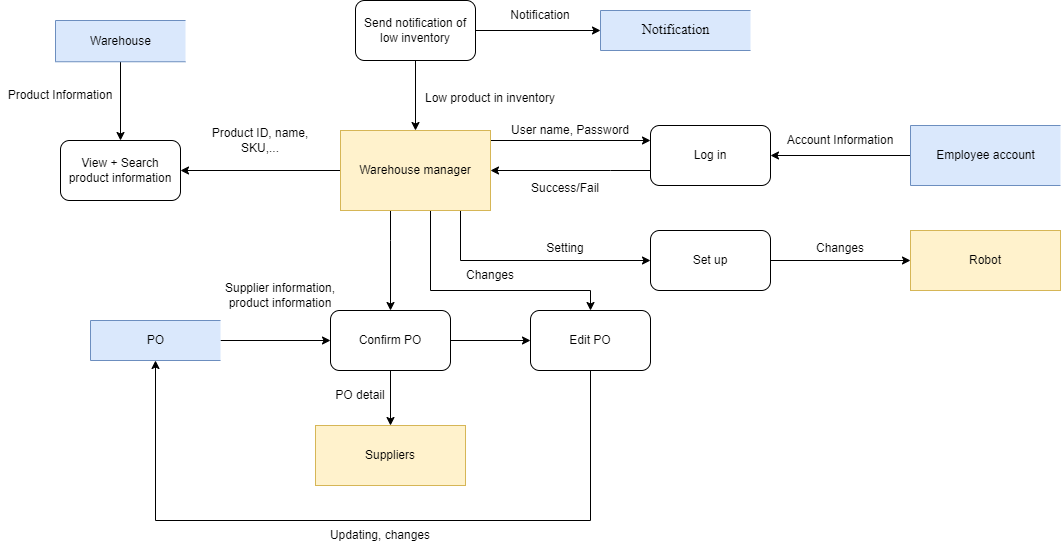 Send notification of
low inventory
Notification
Notification
Warehouse
Product Information
Low product in inventory
Product ID, name,
SKU,...
User name, Password
Account Information
View + Search
product information
Warehouse manager
Log in
Employee account
Success/Fail
Setting
Changes
Set up
Changes
Robot
Supplier information,
product information
PO
Confirm PO
Edit PO
PO detail
Suppliers
Updating, changes